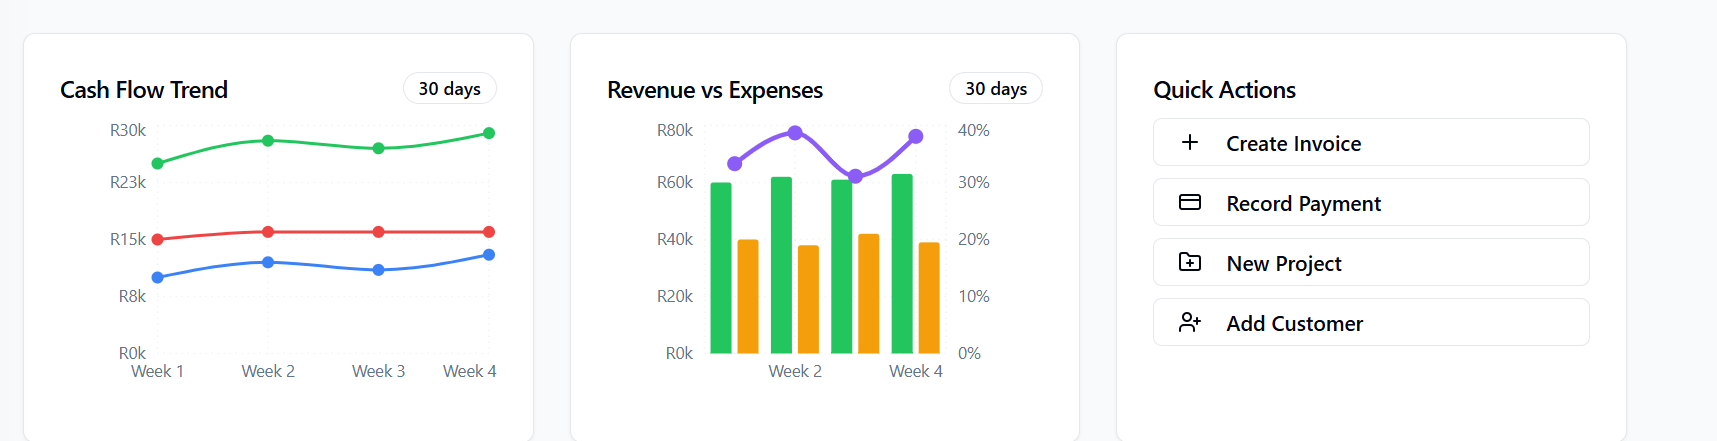 Cash Flow Trend
30 days
R30k
R23k
R15k
R8k
R0k
Week 1
Week 2
Week 3
Week 4
Revenue vs Expenses
30 days
R80k
R60k
R40k
R20k
R0k
40%
30%
20%
10%
0%
Week 2
Week 4
Quick Actions
Create Invoice
Record Payment
New Project
Add Customer